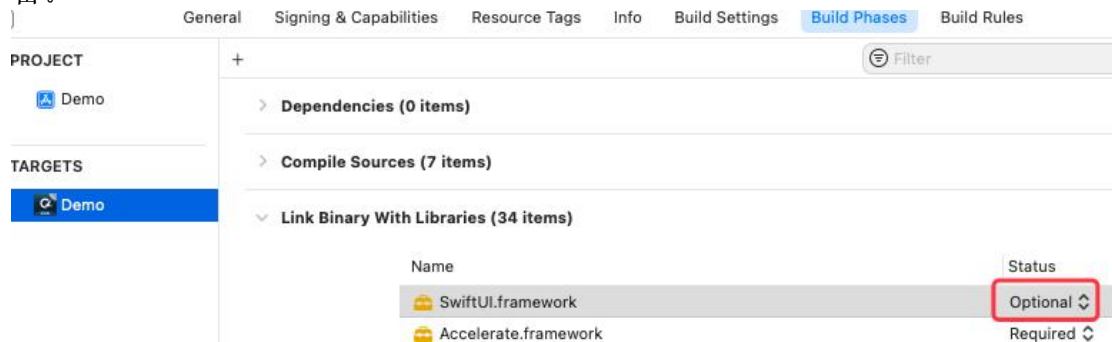 General Signing & Capabilities Resource Tags Info Build Settings Build Phases Build Rules
PROJECT
+
Filter
Demo
Dependencies (0 items)
TARGETS
Compile Sources (7 items)
Demo
Link Binary With Libraries (34 items)
Name Status
SwiftUI.framework Optional
Accelerate.framework Required